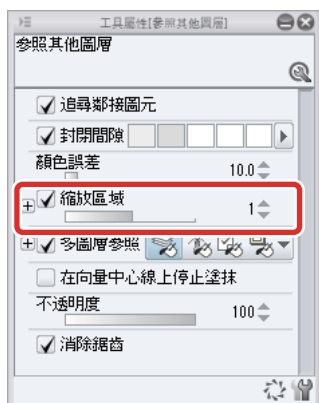 工具屬性[參照其他圖層]
參照其他圖層
追尋鄰接圖元
封閉間隙
顏色誤差 10.0
縮放區域 1
多圖層參照
在向量中心線上停止塗抹
不透明度 100
消除鋸齒